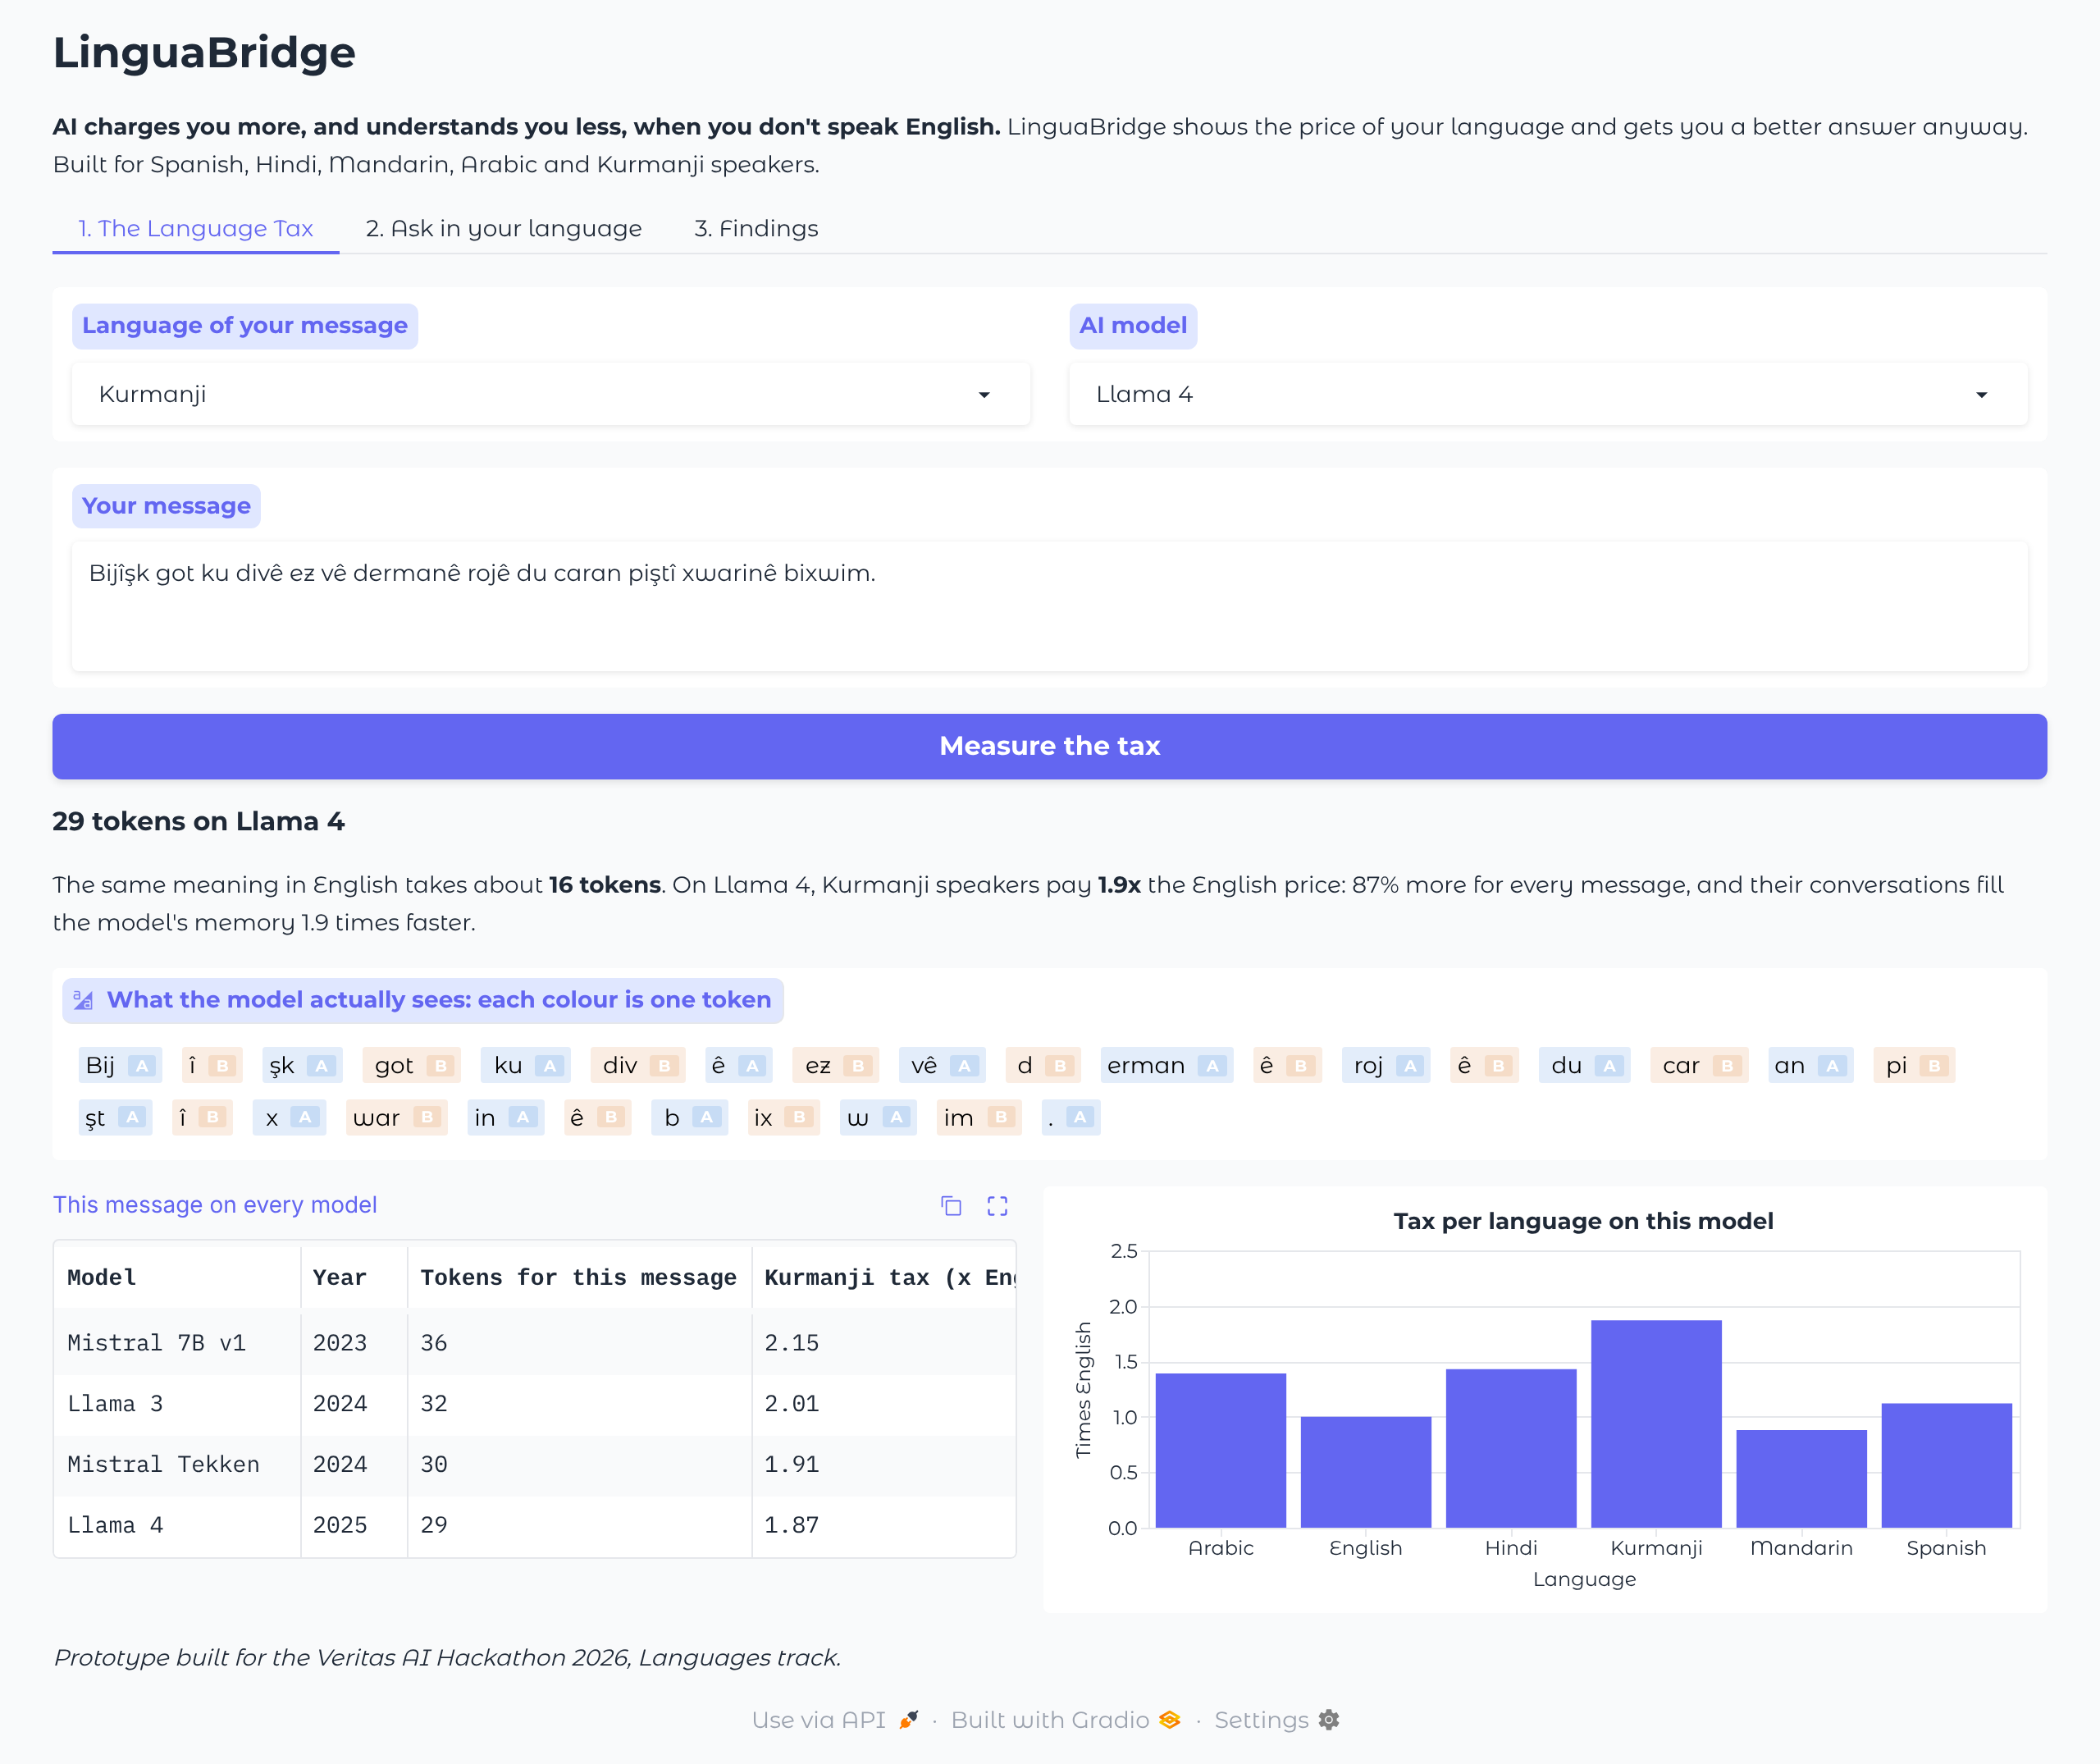 LinguaBridge
AI charges you more, and understands you less, when you don't speak English. LinguaBridge shows the price of your language and gets you a better answer anyway.
Built for Spanish, Hindi, Mandarin, Arabic and Kurmanji speakers.
1. The Language Tax 2. Ask in your language 3. Findings
Language of your message AI model
Kurmanji Llama 4
Your message
Bijîşk got ku divê ez vê dermanê rojê du caran piştî xwarinê bixwim.
Measure the tax
29 tokens on Llama 4
The same meaning in English takes about 16 tokens. On Llama 4, Kurmanji speakers pay 1.9x the English price: 87% more for every message, and their conversations fill
the model's memory 1.9 times faster.
What the model actually sees: each colour is one token
Bij A î B şk A got B ku A div B ê A ez B vê A d B erman A ê B roj A ê B du A car B an A pi B
şt A î B x A war B in A ê B b A ix B w A im B . A
This message on every model
Model Year Tokens for this message Kurmanji tax (x Eng
Mistral 7B v1 2023 36 2.15
Llama 3 2024 32 2.01
Mistral Tekken 2024 30 1.91
Llama 4 2025 29 1.87
Tax per language on this model
Times English
2.5
2.0
1.5
1.0
0.5
0.0
Arabic English Hindi Kurmanji Mandarin Spanish
Language
Prototype built for the Veritas AI Hackathon 2026, Languages track.
Use via API · Built with Gradio · Settings